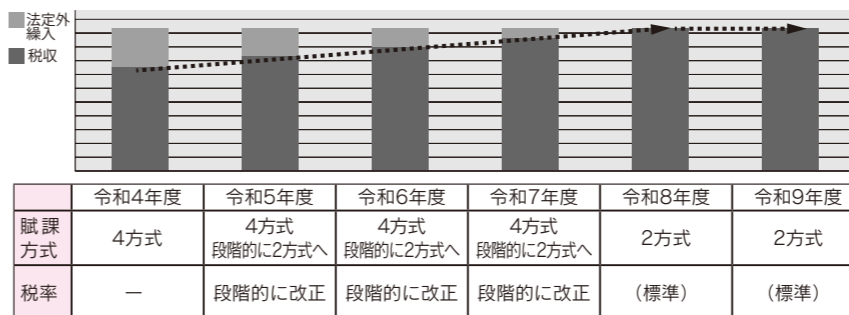 法定外
繰入
税収
令和4年度 令和5年度 令和6年度 令和7年度 令和8年度 令和9年度
賦課
方式
4方式
4方式
段階的に2方式へ
4方式
段階的に2方式へ
4方式
段階的に2方式へ
2方式
2方式
税率 ー 段階的に改正 段階的に改正 段階的に改正 (標準) (標準)